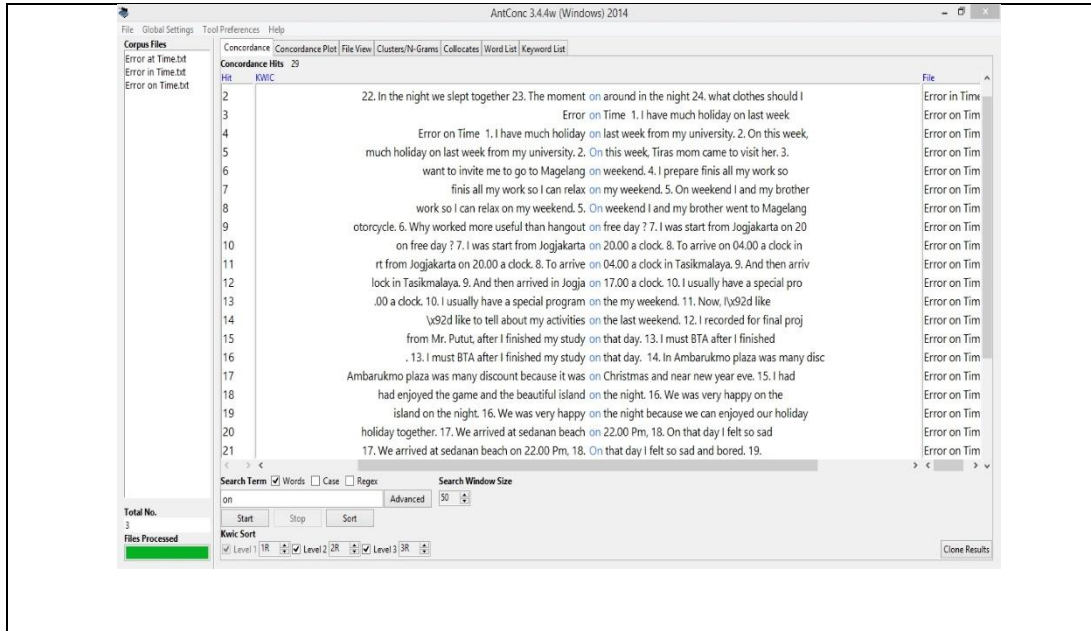 AntConc 3.4.4w (Windows) 2014
File Global Settings Tool Preferences Help
Corpus Files
Error at Time.txt
Error in Time.txt
Error on Time.txt
Concordance Concordance Plot File View Clusters/N-Grams Collocates Word List Keyword List
Concordance Hits 29
Hit KWIC File
2 22. In the night we slept together 23. The moment on around in the night 24. what clothes should I Error in Time
3 Error on Time 1. I have much holiday on last week Error on Tim
4 Error on Time 1. I have much holiday on last week from my university. 2. On this week, Error on Tim
5 much holiday on last week from my university. 2. On this week, Tiras mom came to visit her. 3. Error on Tim
6 want to invite me to go to Magelang on weekend. 4. I prepare finis all my work so Error on Tim
7 finis all my work so I can relax on my weekend. 5. On weekend I and my brother Error on Tim
8 work so I can relax on my weekend. 5. On weekend I and my brother went to Magelang Error on Tim
9 otorcycle. 6. Why worked more useful than hangout on free day ? 7. I was start from Jogjakarta on 20 Error on Tim
10 on free day ? 7. I was start from Jogjakarta on 20.00 a clock. 8. To arrive on 04.00 a clock in Error on Tim
11 rt from Jogjakarta on 20.00 a clock. 8. To arrive on 04.00 a clock in Tasikmalaya. 9. And then arriv Error on Tim
12 lock in Tasikmalaya. 9. And then arrived in Jogja on 17.00 a clock. 10. I usually have a special pro Error on Tim
13 .00 a clock. 10. I usually have a special program on the my weekend. 11. Now, I\x92d like Error on Tim
14 \x92d like to tell about my activities on the last weekend. 12. I recorded for final proj Error on Tim
15 from Mr. Putut, after I finished my study on that day. 13. I must BTA after I finished Error on Tim
16 . 13. I must BTA after I finished my study on that day. 14. In Ambarukmo plaza was many disc Error on Tim
17 Ambarukmo plaza was many discount because it was on Christmas and near new year eve. 15. I had Error on Tim
18 had enjoyed the game and the beautiful island on the night. 16. We was very happy on the Error on Tim
19 island on the night. 16. We was very happy on the night because we can enjoyed our holiday Error on Tim
20 holiday together. 17. We arrived at sedanan beach on 22.00 Pm, 18. On that day I felt so sad Error on Tim
21 17. We arrived at sedanan beach on 22.00 Pm, 18. On that day I felt so sad and bored. 19. Error on Tim
Search Term Words Case Regex Search Window Size
on Advanced 50
Total No.
3
Start Stop Sort
Files Processed
Kwic Sort
Level 1 1R Level 2 2R Level 3 3R Clone Results